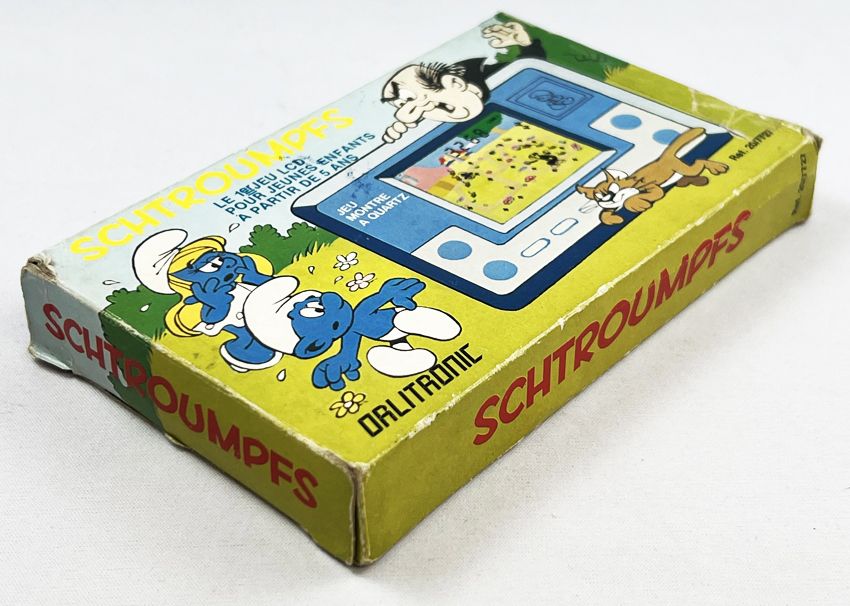 SCHTROUMPFS
LE 1er JEU LCD
POUR JEUNES ENFANTS
A PARTIR DE 5 ANS
JEU
MONTRE
A QUARTZ
ORLITRONIC
SCHTROUMPFS
SCHTROUMPFS